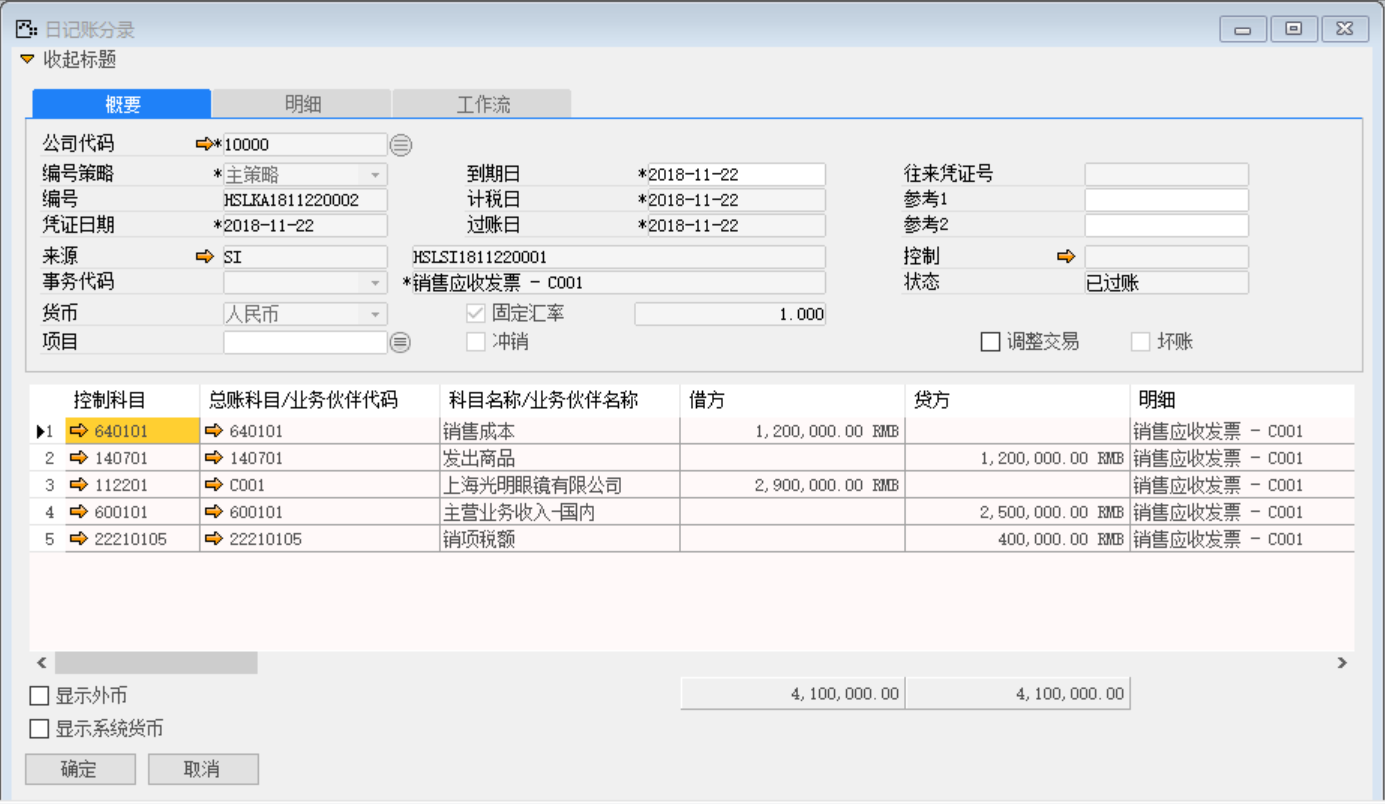 日记账分录
收起标题
概要 明细 工作流
公司代码 *10000
编号策略 *主策略 到期日 *2018-11-22 往来凭证号
编号 HSLKA1811220002 计税日 *2018-11-22 参考1
凭证日期 *2018-11-22 过账日 *2018-11-22 参考2
来源 SI HSLSI1811220001 控制
事务代码 *销售应收发票 - C001 状态 已过账
货币 人民币 固定汇率 1.000
项目 冲销 调整交易 坏账
控制科目 总账科目/业务伙伴代码 科目名称/业务伙伴名称 借方 贷方 明细
1 640101 640101 销售成本 1,200,000.00 RMB 销售应收发票 - C001
2 140701 140701 发出商品 1,200,000.00 RMB 销售应收发票 - C001
3 112201 C001 上海光明眼镜有限公司 2,900,000.00 RMB 销售应收发票 - C001
4 600101 600101 主营业务收入-国内 2,500,000.00 RMB 销售应收发票 - C001
5 22210105 22210105 销项税额 400,000.00 RMB 销售应收发票 - C001
显示外币 4,100,000.00 4,100,000.00
显示系统货币
确定 取消